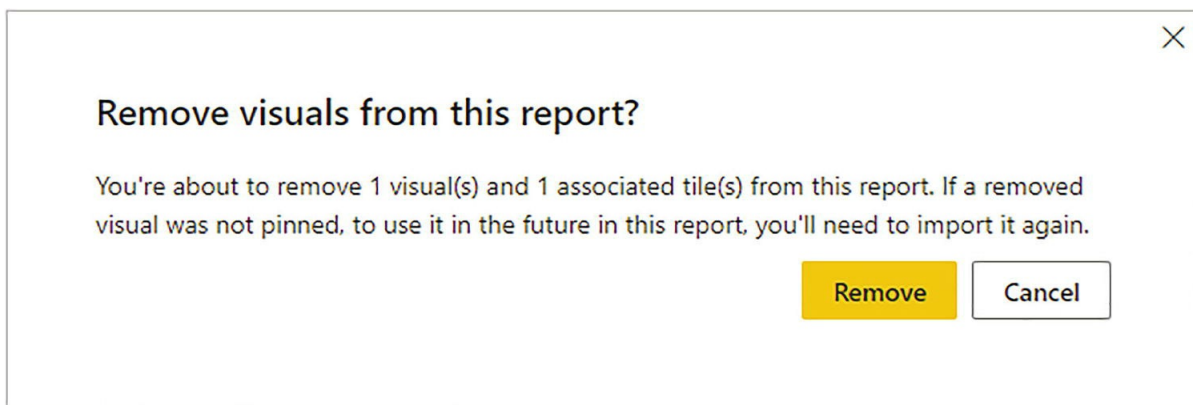 Remove visuals from this report?
You're about to remove 1 visual(s) and 1 associated tile(s) from this report. If a removed
visual was not pinned, to use it in the future in this report, you'll need to import it again.
Remove
Cancel